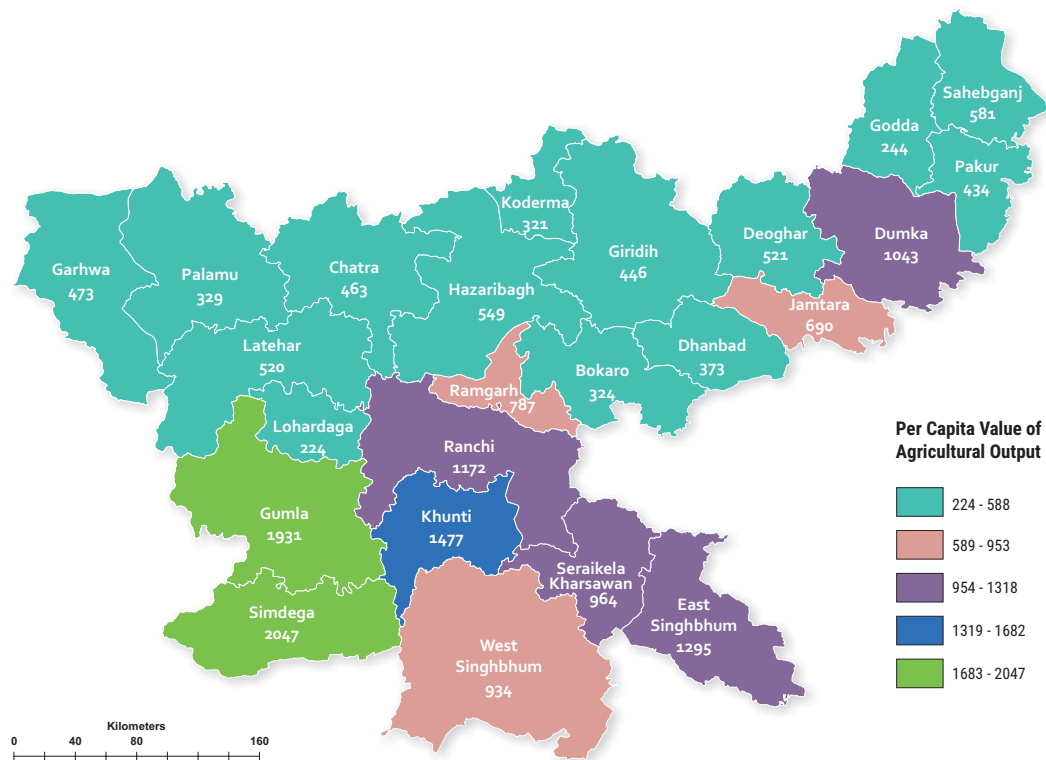 Sahebganj
581
Godda
244
Pakur
434
Koderma
321
Deoghar
521
Dumka
1043
Garhwa
473
Palamu
329
Chatra
463
Hazaribagh
549
Giridih
446
Jamtara
690
Latehar
520
Dhanbad
373
Bokaro
324
Ramgarh
787
Lohardaga
224
Ranchi
1172
Gumla
1931
Khunti
1477
Seraikela
Kharsawan
964
Simdega
2047
East
Singhbhum
1295
West
Singhbhum
934
Per Capita Value of
Agricultural Output
224 - 588
589 - 953
954 - 1318
1319 - 1682
1683 - 2047
Kilometers
0 40 80 160